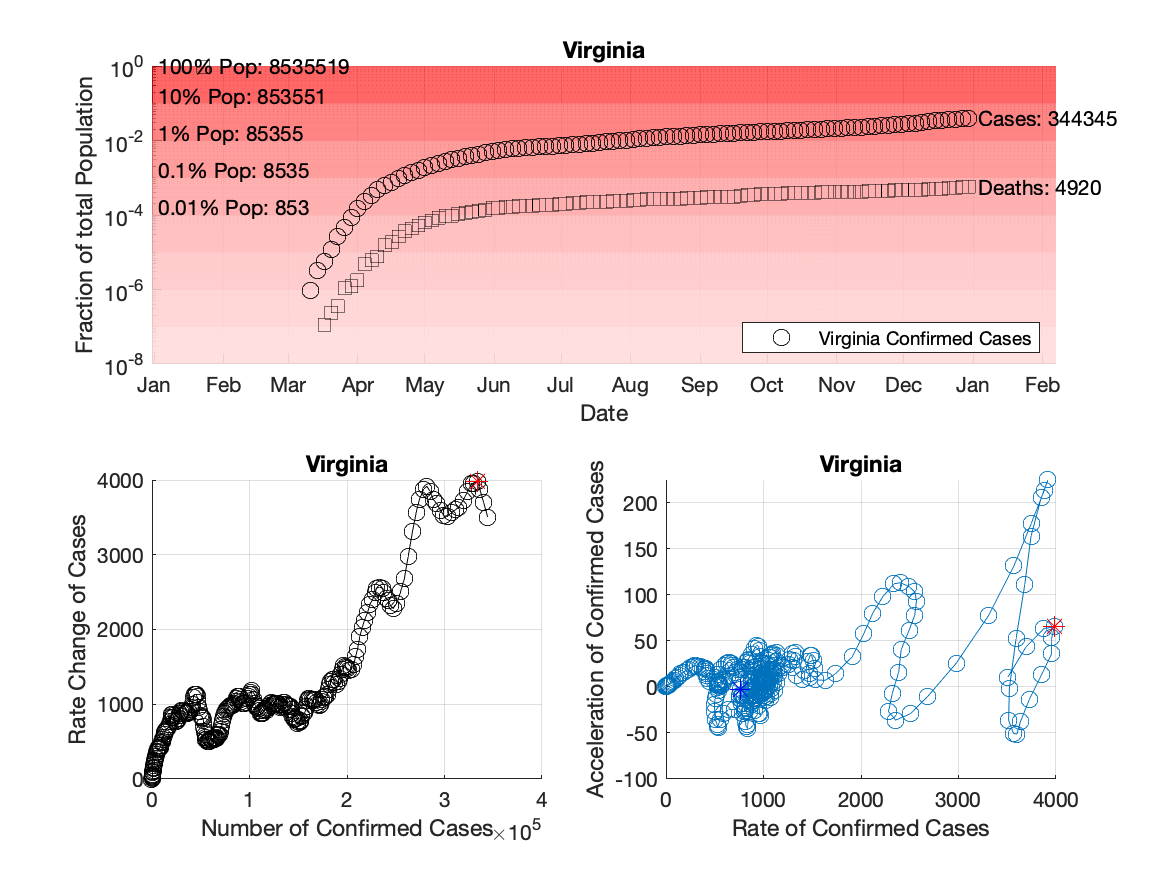 Virginia
Fraction of total Population
10^0
10^-2
10^-4
10^-6
10^-8
100% Pop: 8535519
10% Pop: 853551
1% Pop: 85355
0.1% Pop: 8535
0.01% Pop: 853
Cases: 344345
Deaths: 4920
Virginia Confirmed Cases
Jan Feb Mar Apr May Jun Jul Aug Sep Oct Nov Dec Jan Feb
Date
Virginia
Rate Change of Cases
4000
3000
2000
1000
0
0 1 2 3 4
Number of Confirmed Cases ×10^5
Virginia
Acceleration of Confirmed Cases
200
150
100
50
0
-50
-100
0 1000 2000 3000 4000
Rate of Confirmed Cases